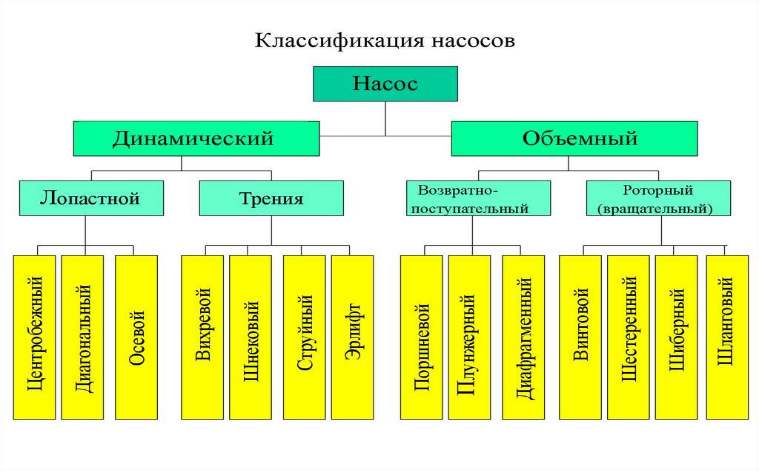 Классификация насосов
Насос
Динамический
Объемный
Лопастной
Трения
Возвратно-
поступательный
Роторный
(вращательный)
Центробежный
Диагональный
Осевой
Вихревой
Шнековый
Струйный
Эрлифт
Поршневой
Плунжерный
Диафрагменный
Винтовой
Шестеренный
Шиберный
Шланговый